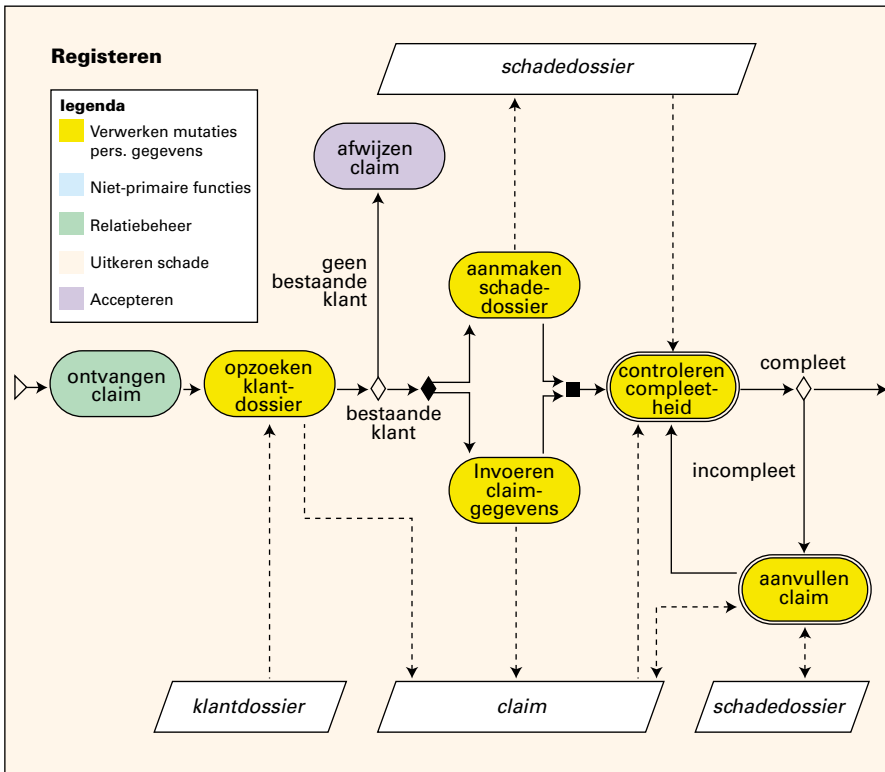 Registeren
legenda
Verwerken mutaties
pers. gegevens
Niet-primaire functies
Relatiebeheer
Uitkeren schade
Accepteren
schadedossier
afwijzen
claim
geen
bestaande
klant
aanmaken
schade-
dossier
ontvangen
claim
opzoeken
klant-
dossier
bestaande
klant
controleren
compleet-
heid
compleet
Invoeren
claim-
gegevens
incompleet
aanvullen
claim
klantdossier
claim
schadedossier